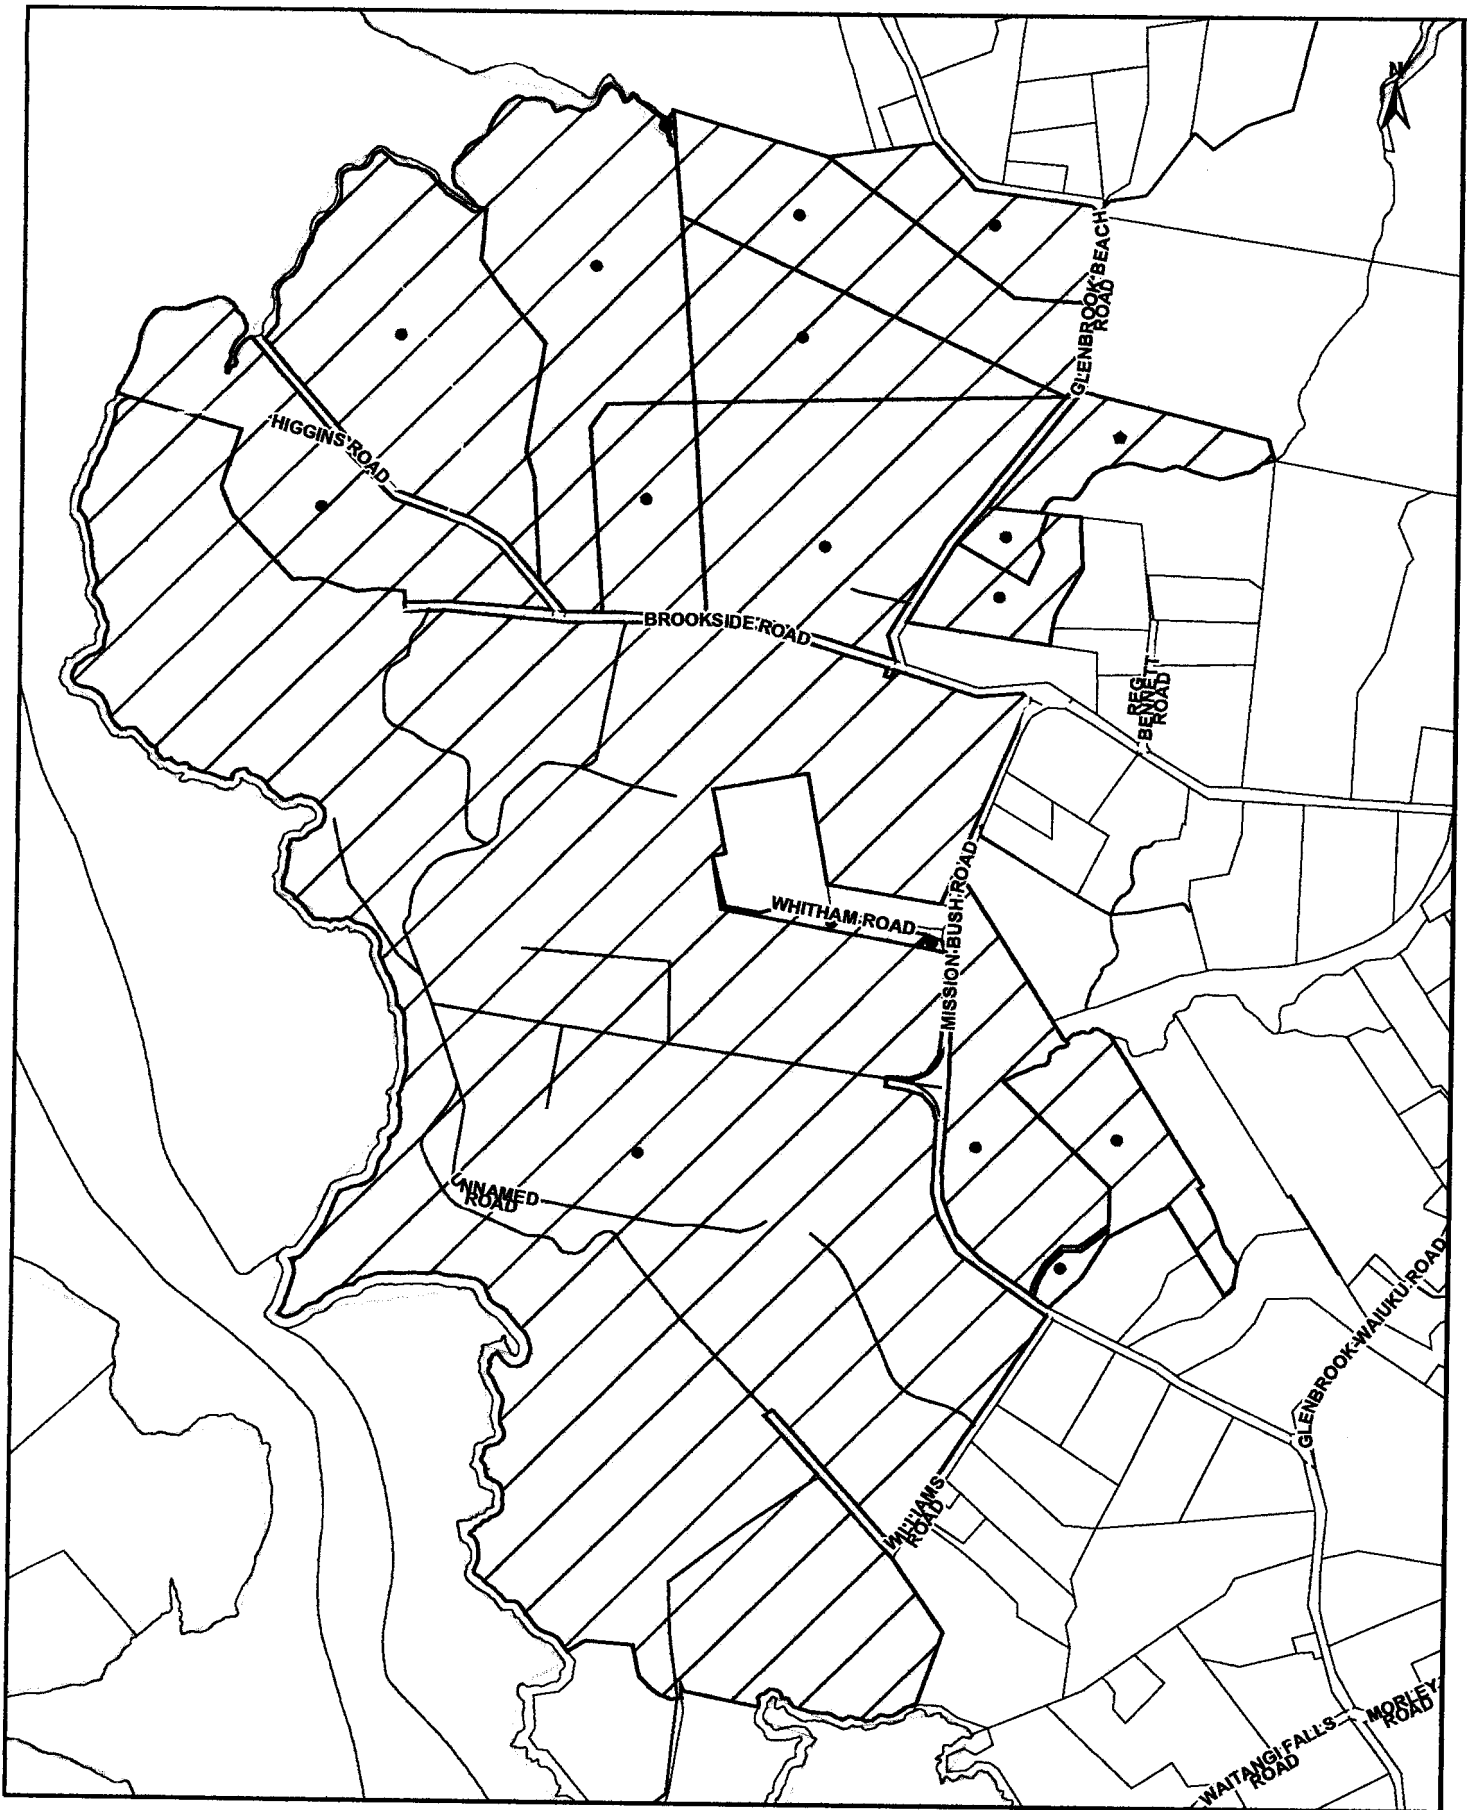 N
GLENBROOK BEACH
ROAD
HIGGINS ROAD
BROOKSIDE ROAD
REG
BENNETT
ROAD
WHITHAM ROAD
MISSION BUSH ROAD
UNNAMED
ROAD
GLENBROOK-WAIUKU ROAD
WILLIAMS
ROAD
MORLEY
ROAD
WAITANGI FALLS
ROAD